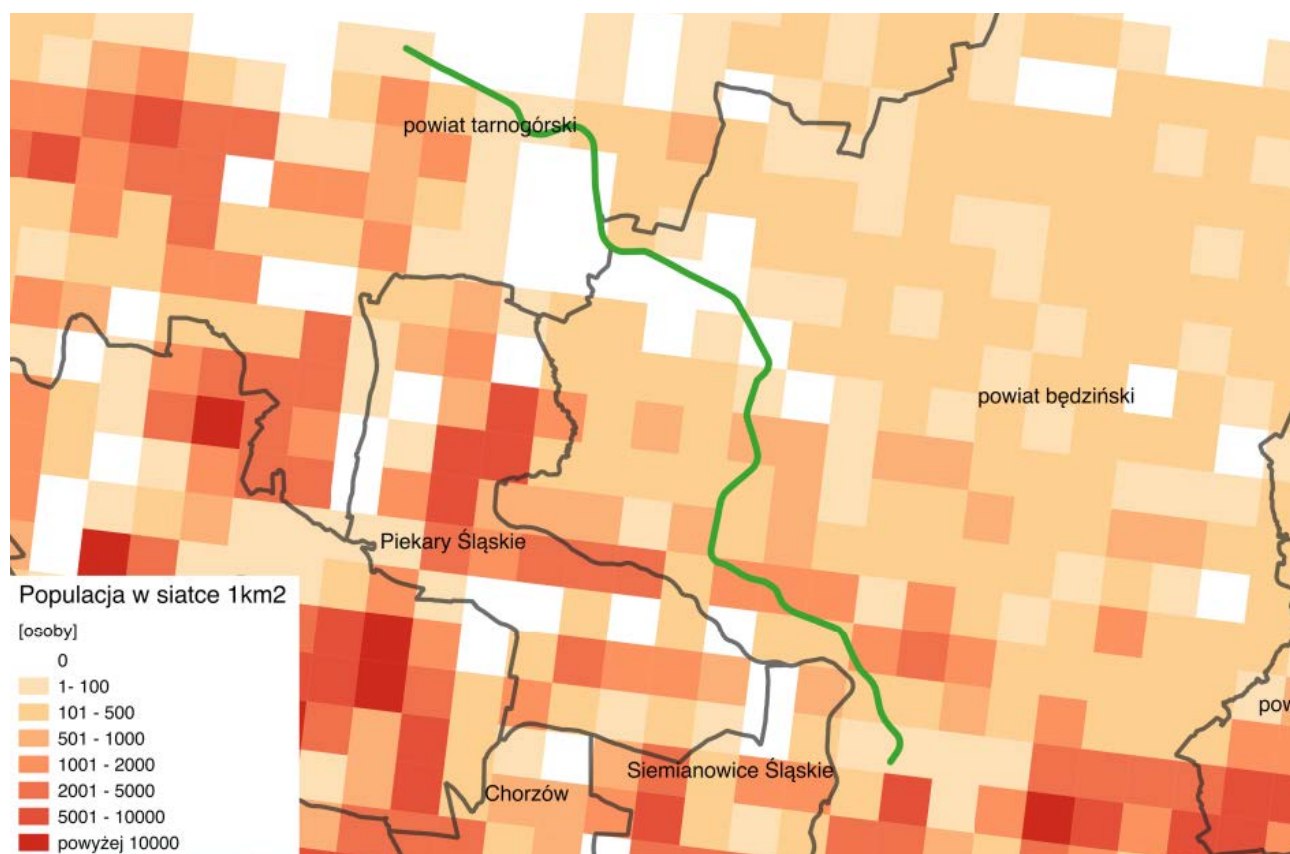 powiat tarnogórski
powiat będziński
Piekary Śląskie
pow
Siemianowice Śląskie
Chorzów
Populacja w siatce 1km2
[osoby]
0
1- 100
101 - 500
501 - 1000
1001 - 2000
2001 - 5000
5001 - 10000
powyżej 10000